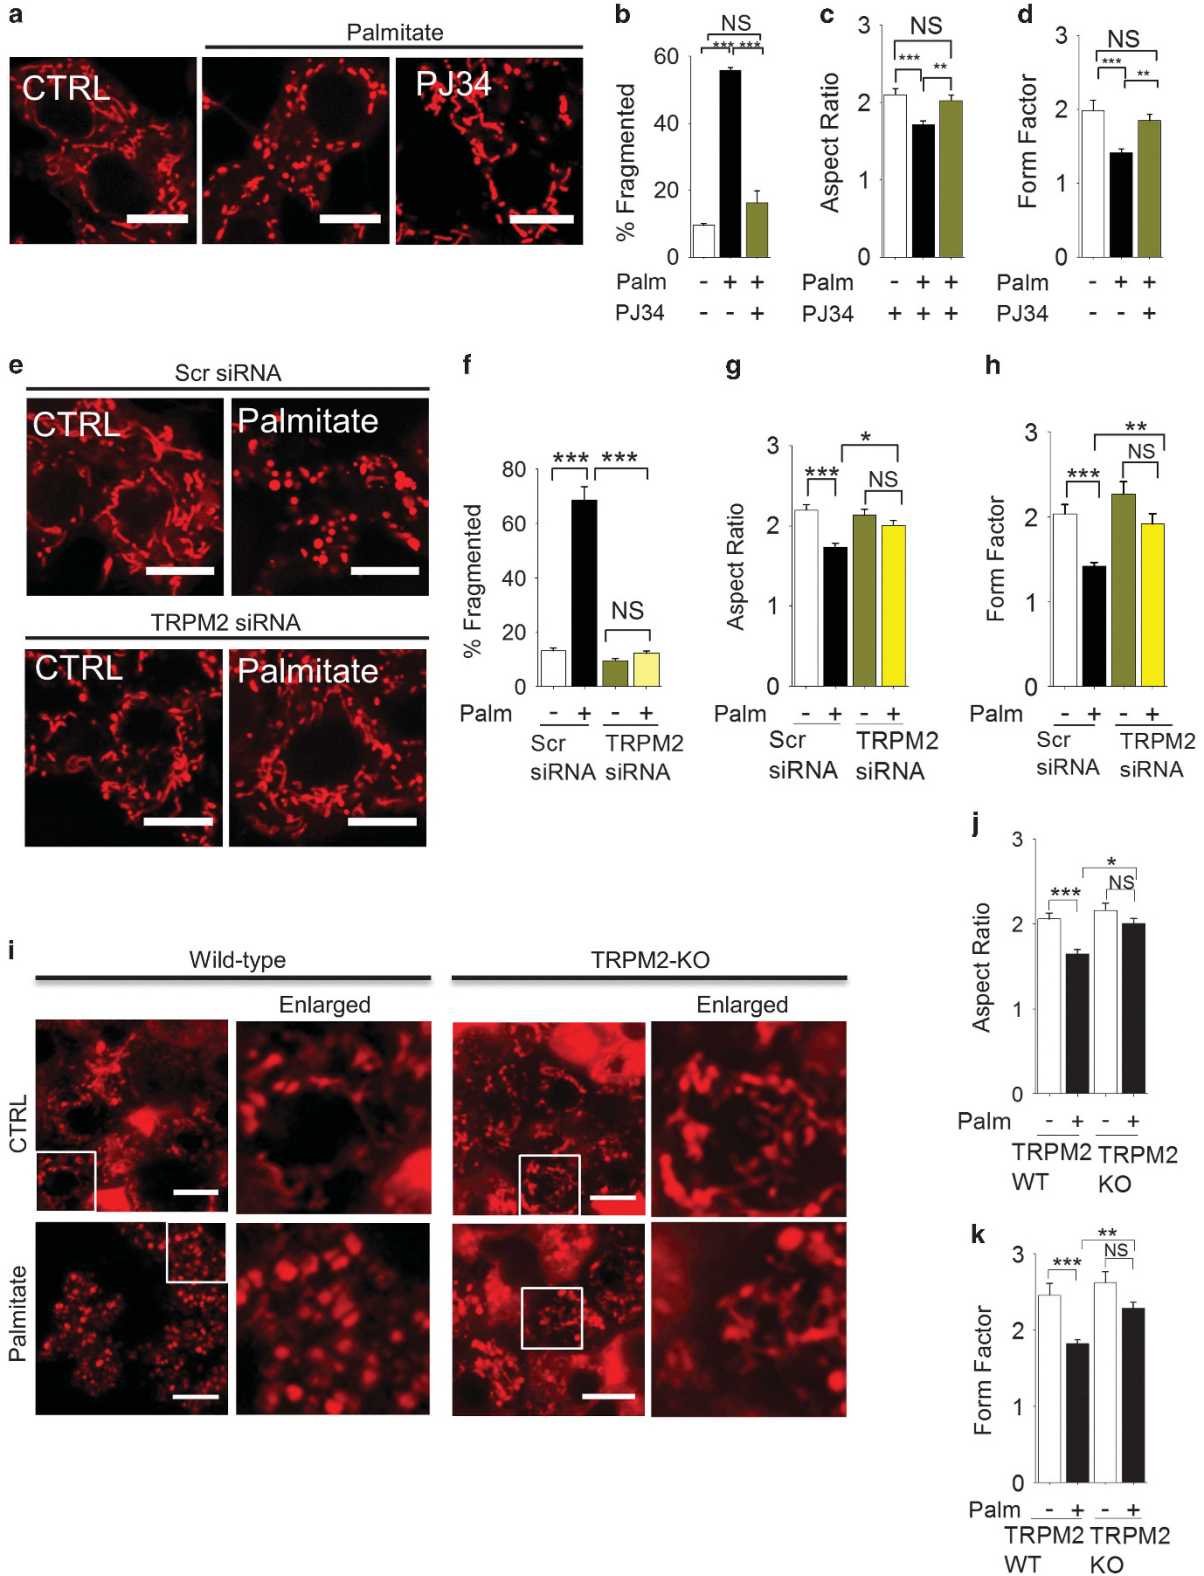 a
Palmitate
CTRL
PJ34
b
NS
*** ***
60
40
20
0
% Fragmented
Palm - + +
PJ34 - - +
c
NS
*** **
3
2
1
0
Aspect Ratio
Palm - + +
PJ34 + + +
d
NS
*** **
3
2
1
0
Form Factor
Palm - + +
PJ34 - - +
e
Scr siRNA
CTRL
Palmitate
TRPM2 siRNA
CTRL
Palmitate
f
*** ***
NS
80
60
40
20
0
% Fragmented
Palm - + - +
Scr TRPM2
siRNA siRNA
g
*
*** NS
3
2
1
0
Aspect Ratio
- + - +
Scr TRPM2
siRNA siRNA
h
**
*** NS
3
2
1
0
Form Factor
Palm - + - +
Scr TRPM2
siRNA siRNA
i
Wild-type
TRPM2-KO
Enlarged
Enlarged
CTRL
Palmitate
j
*
*** NS
3
2
1
0
Aspect Ratio
Palm - + - +
TRPM2 TRPM2
WT KO
k
**
*** NS
3
2
1
0
Form Factor
Palm - + - +
TRPM2 TRPM2
WT KO